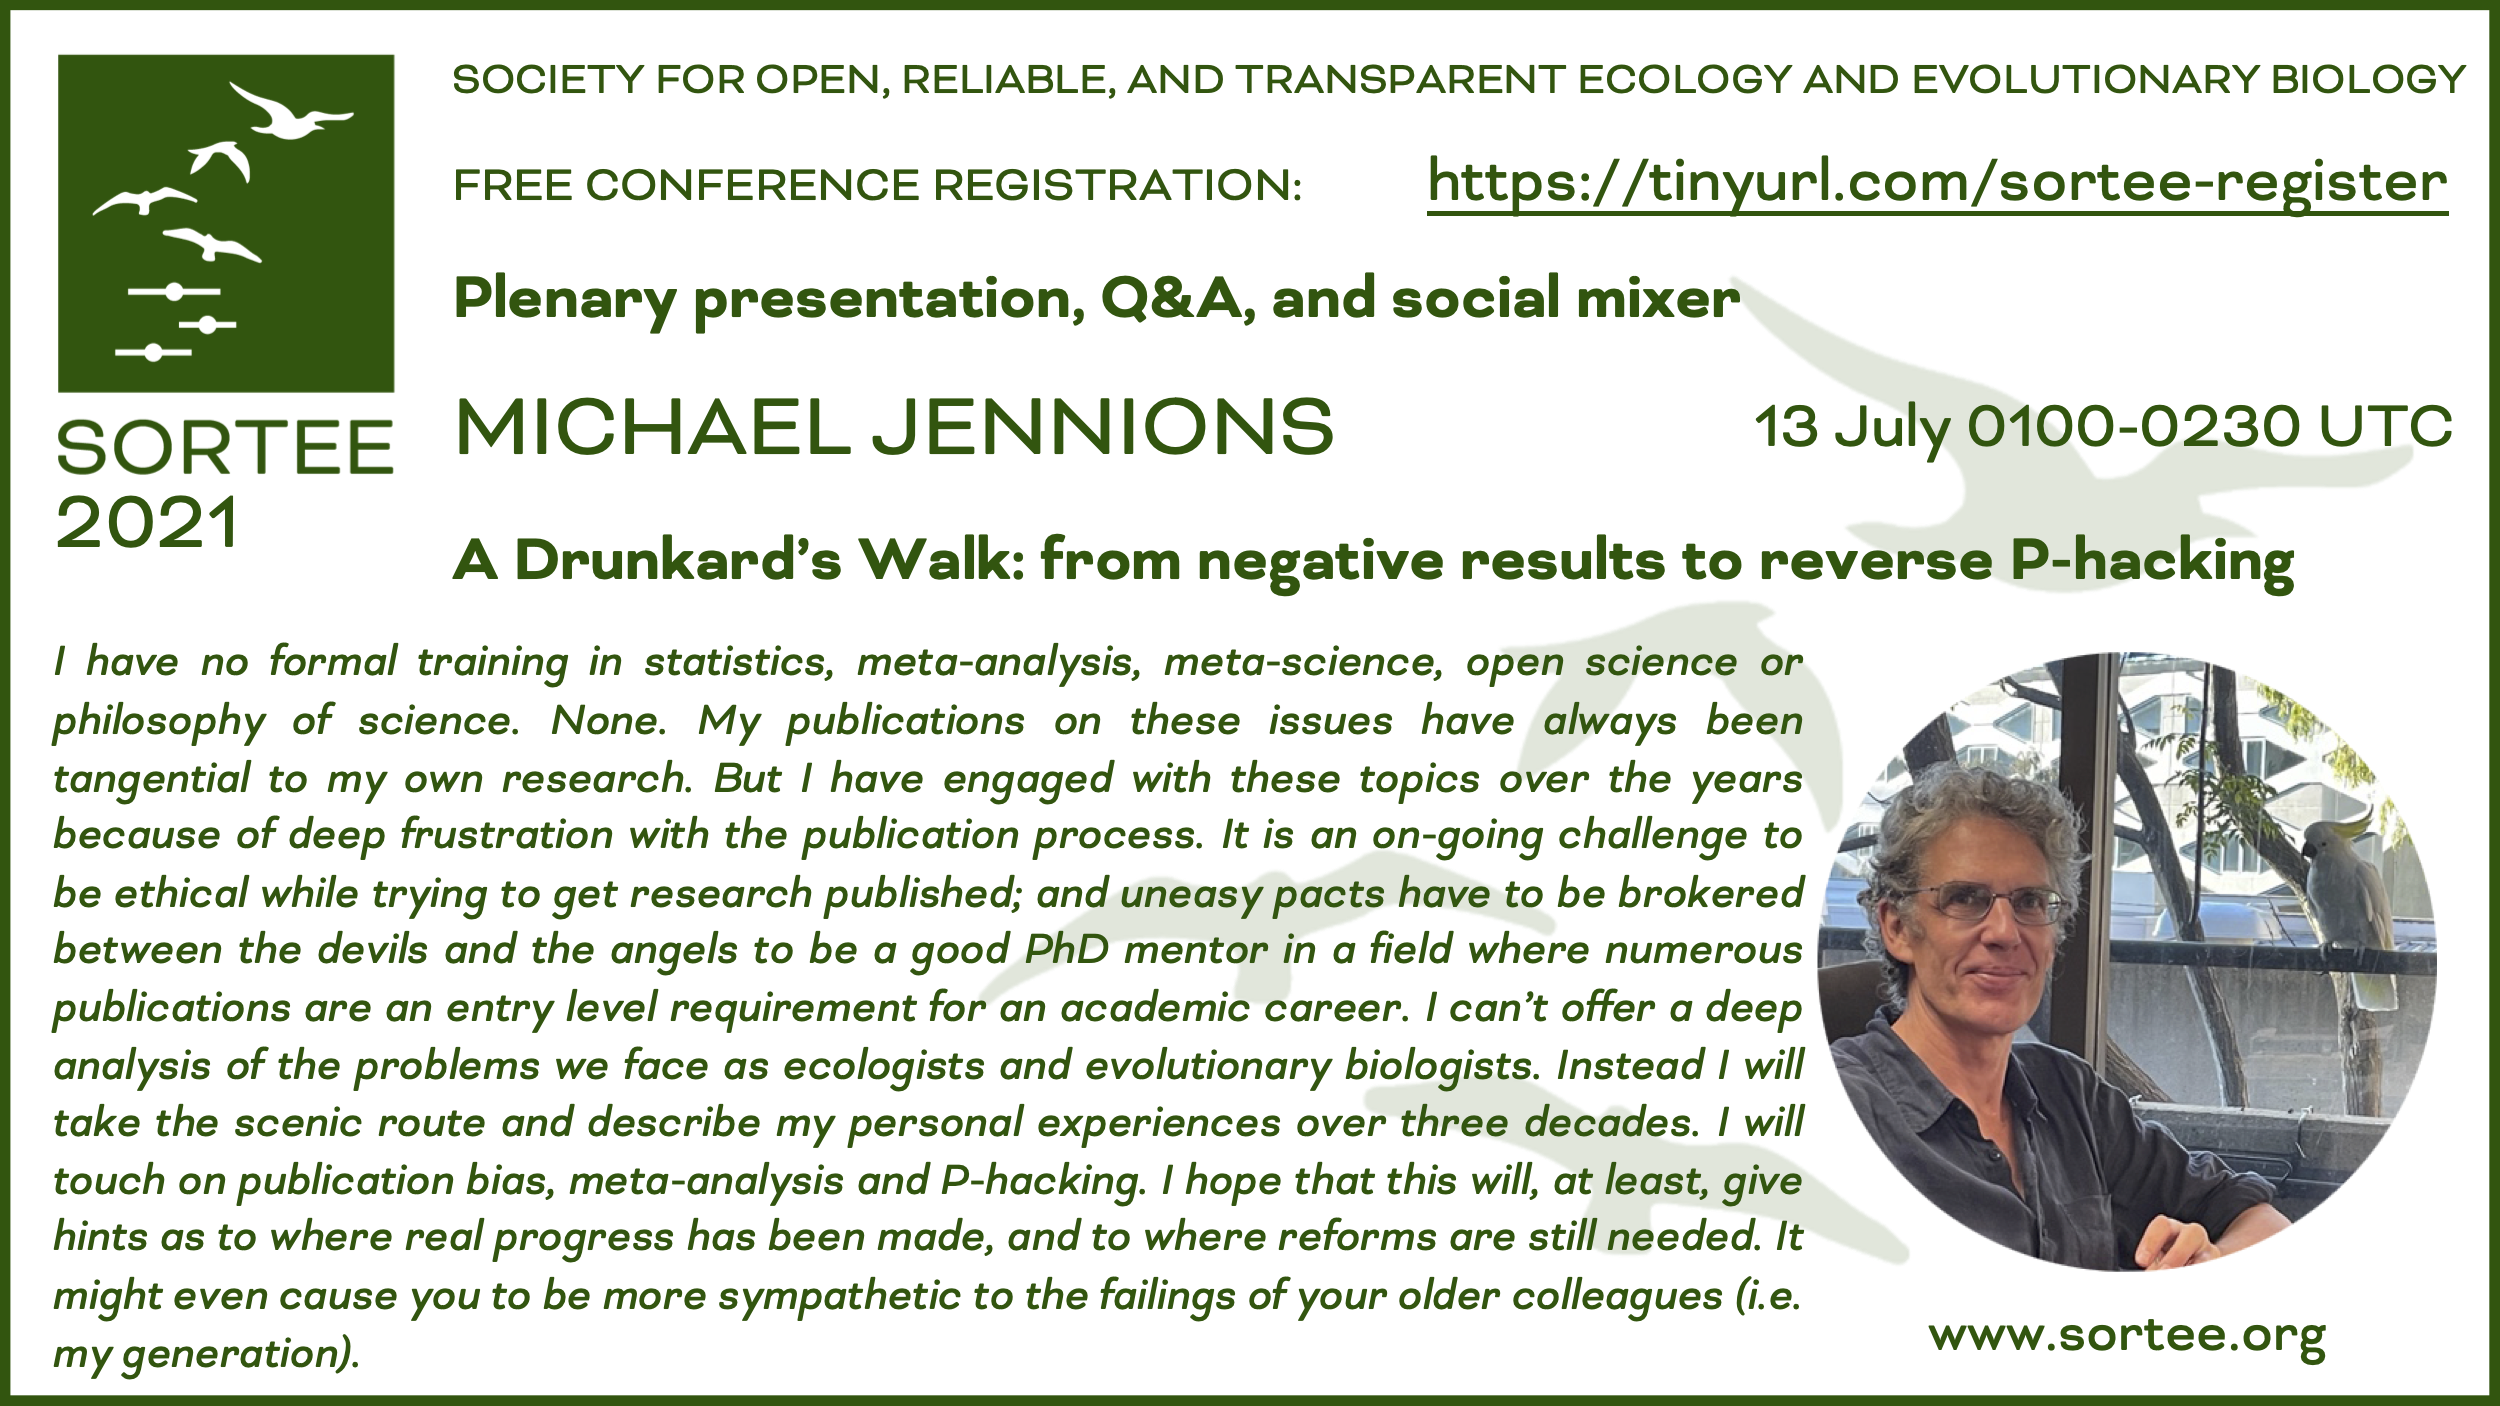 SOCIETY FOR OPEN, RELIABLE, AND TRANSPARENT ECOLOGY AND EVOLUTIONARY BIOLOGY
FREE CONFERENCE REGISTRATION: https://tinyurl.com/sortee-register
Plenary presentation, Q&A, and social mixer
MICHAEL JENNIONS 13 July 0100-0230 UTC
SORTEE
2021
A Drunkard’s Walk: from negative results to reverse P-hacking
I have no formal training in statistics, meta-analysis, meta-science, open science or
philosophy of science. None. My publications on these issues have always been
tangential to my own research. But I have engaged with these topics over the years
because of deep frustration with the publication process. It is an on-going challenge to
be ethical while trying to get research published; and uneasy pacts have to be brokered
between the devils and the angels to be a good PhD mentor in a field where numerous
publications are an entry level requirement for an academic career. I can’t offer a deep
analysis of the problems we face as ecologists and evolutionary biologists. Instead I will
take the scenic route and describe my personal experiences over three decades. I will
touch on publication bias, meta-analysis and P-hacking. I hope that this will, at least, give
hints as to where real progress has been made, and to where reforms are still needed. It
might even cause you to be more sympathetic to the failings of your older colleagues (i.e.
my generation).
www.sortee.org